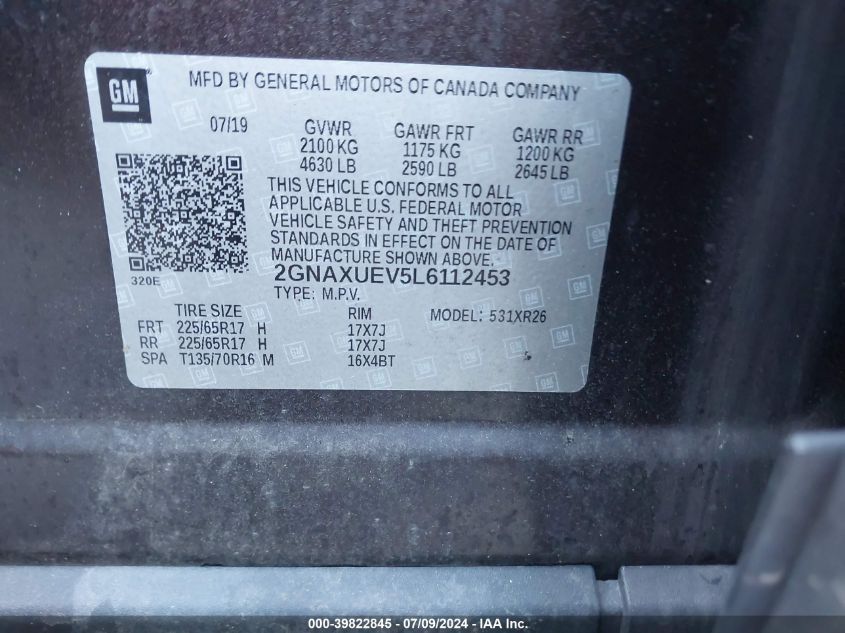 GM
MFD BY GENERAL MOTORS OF CANADA COMPANY
07/19 GVWR GAWR FRT GAWR RR
2100 KG 1175 KG 1200 KG
4630 LB 2590 LB 2645 LB
THIS VEHICLE CONFORMS TO ALL
APPLICABLE U.S. FEDERAL MOTOR
VEHICLE SAFETY AND THEFT PREVENTION
STANDARDS IN EFFECT ON THE DATE OF
MANUFACTURE SHOWN ABOVE.
320E 2GNAXUEV5L6112453
TYPE: M.P.V.
TIRE SIZE RIM MODEL: 531XR26
FRT 225/65R17 H 17X7J
RR 225/65R17 H 17X7J
SPA T135/70R16 M 16X4BT
000-39822845 - 07/09/2024 - IAA, Inc.